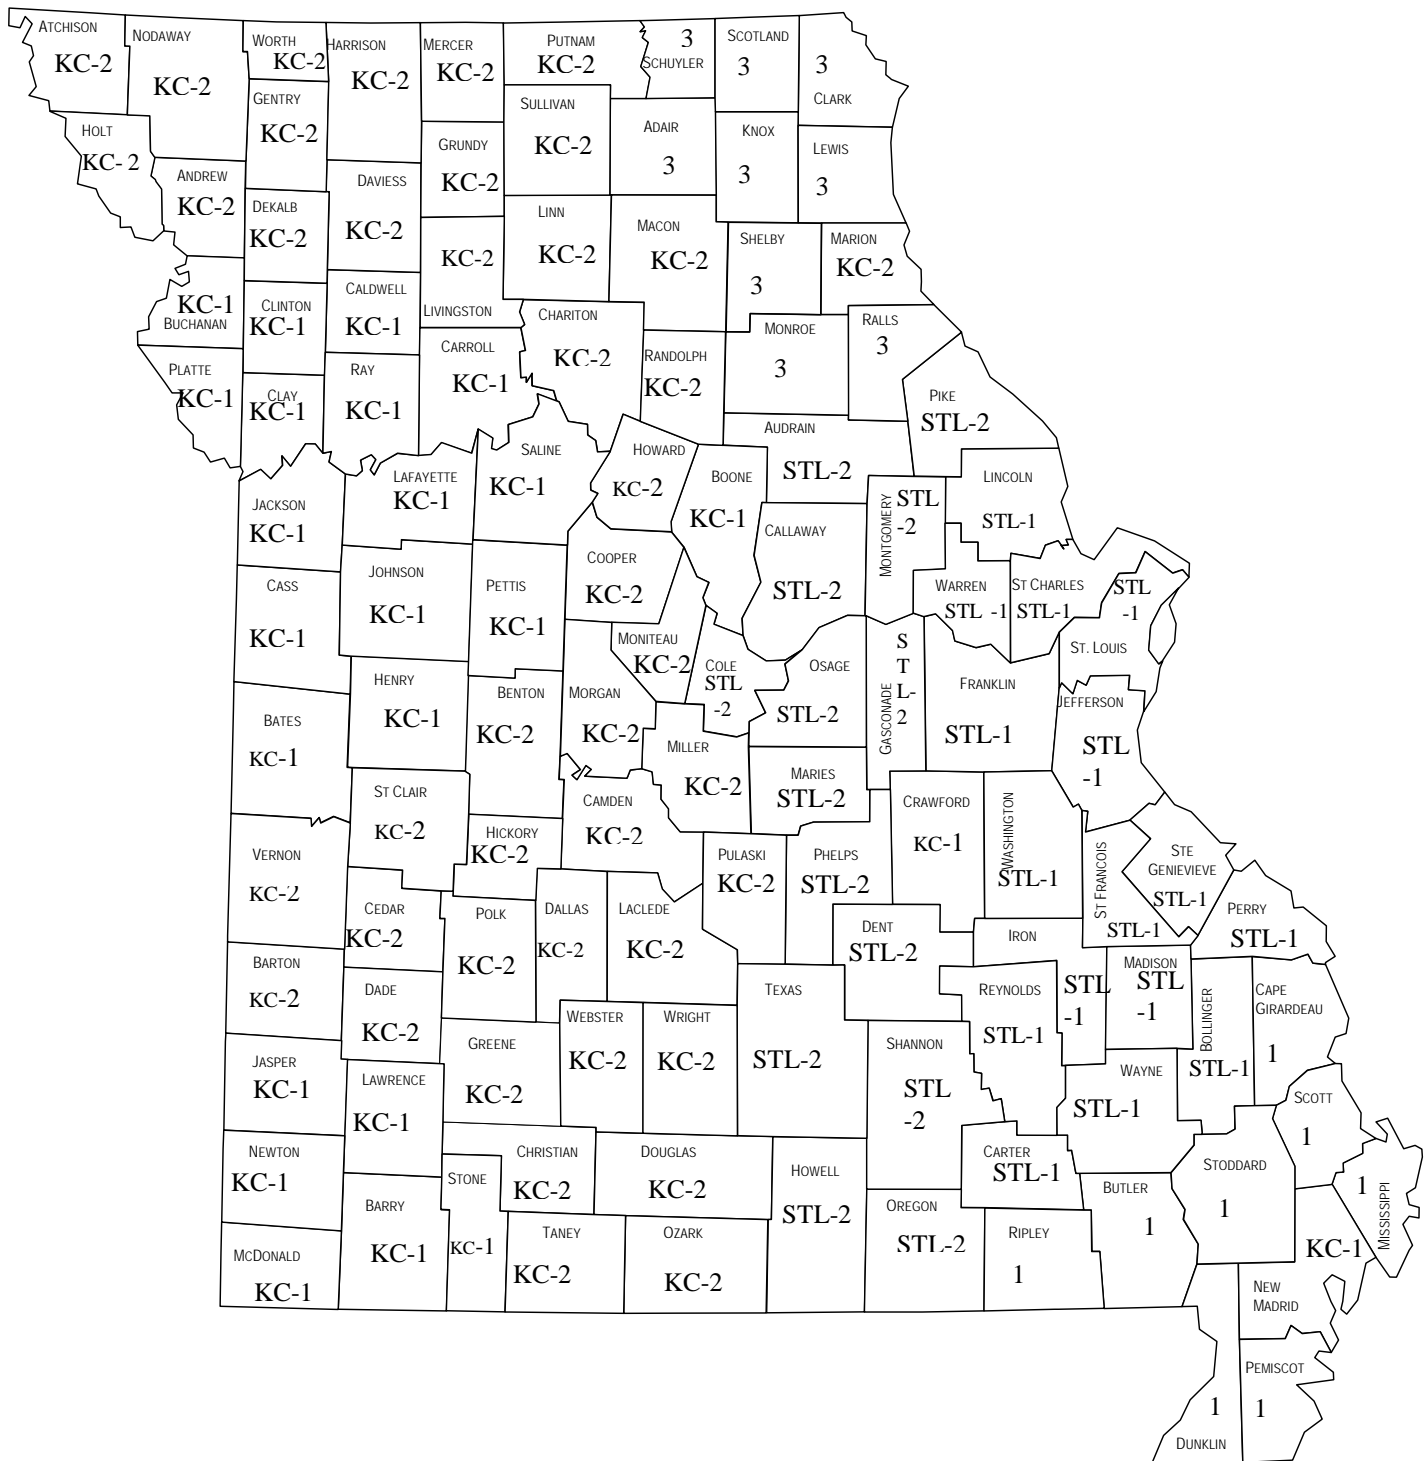 ATCHISON
KC-2
NODAWAY
KC-2
WORTH
KC-2
HARRISON
KC-2
MERCER
KC-2
PUTNAM
KC-2
3
SCHUYLER
SCOTLAND
3
3
CLARK
HOLT
KC- 2
GENTRY
KC-2
SULLIVAN
KC-2
ADAIR
3
KNOX
3
LEWIS
3
ANDREW
KC-2
DEKALB
KC-2
DAVIESS
KC-2
GRUNDY
KC-2
LINN
KC-2
MACON
KC-2
SHELBY
3
MARION
KC-2
KC-1
BUCHANAN
CLINTON
KC-1
CALDWELL
KC-1
KC-2
LIVINGSTON
CHARITON
KC-2
RANDOLPH
KC-2
MONROE
3
RALLS
3
PLATTE
KC-1
CLAY
KC-1
RAY
KC-1
CARROLL
KC-1
PIKE
STL-2
AUDRAIN
STL-2
JACKSON
KC-1
LAFAYETTE
KC-1
SALINE
KC-1
HOWARD
KC-2
BOONE
KC-1
CALLAWAY
STL-2
MONTGOMERY
STL
-2
LINCOLN
STL-1
CASS
KC-1
JOHNSON
KC-1
PETTIS
KC-1
COOPER
KC-2
MONITEAU
KC-2
COLE
STL
-2
OSAGE
STL-2
GASCONADE
S
T
L-
2
WARREN
STL -1
ST CHARLES
STL-1
STL
-1
ST. LOUIS
FRANKLIN
STL-1
JEFFERSON
STL
-1
BATES
KC-1
HENRY
KC-1
BENTON
KC-2
MORGAN
KC-2
MILLER
KC-2
MARIES
STL-2
ST CLAIR
KC-2
HICKORY
KC-2
CAMDEN
KC-2
PULASKI
KC-2
PHELPS
STL-2
CRAWFORD
KC-1
WASHINGTON
STL-1
ST FRANCOIS
STL-1
STE
GENEVIEVE
STL-1
PERRY
STL-1
VERNON
KC-2
CEDAR
KC-2
POLK
KC-2
DALLAS
KC-2
LACLEDE
KC-2
DENT
STL-2
IRON
STL
-1
MADISON
STL
-1
BOLLINGER
STL-1
CAPE
GIRARDEAU
1
BARTON
KC-2
DADE
KC-2
GREENE
KC-2
WEBSTER
KC-2
WRIGHT
KC-2
TEXAS
STL-2
SHANNON
STL
-2
REYNOLDS
STL-1
WAYNE
STL-1
SCOTT
1
JASPER
KC-1
LAWRENCE
KC-1
NEWTON
KC-1
BARRY
KC-1
STONE
KC-1
CHRISTIAN
KC-2
DOUGLAS
KC-2
HOWELL
STL-2
CARTER
STL-1
OREGON
STL-2
RIPLEY
1
BUTLER
1
STODDARD
1
1
MISSISSIPPI
MCDONALD
KC-1
TANEY
KC-2
OZARK
KC-2
KC-1
NEW
MADRID
PEMISCOT
1
1
DUNKLIN